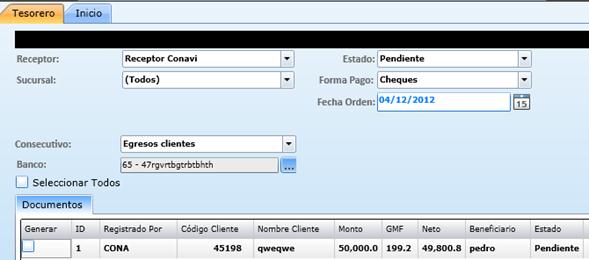 Tesorero Inicio
Receptor: Receptor Conavi Estado: Pendiente
Sucursal: (Todos) Forma Pago: Cheques
Fecha Orden: 04/12/2012 15
Consecutivo: Egresos clientes
Banco: 65 - 47rgvrtbgtrbtbhth ...
Seleccionar Todos
Documentos
Generar ID Registrado Por Código Cliente Nombre Cliente Monto GMF Neto Beneficiario Estado
1 CONA 45198 qweqwe 50,000.0 199.2 49,800.8 pedro Pendiente